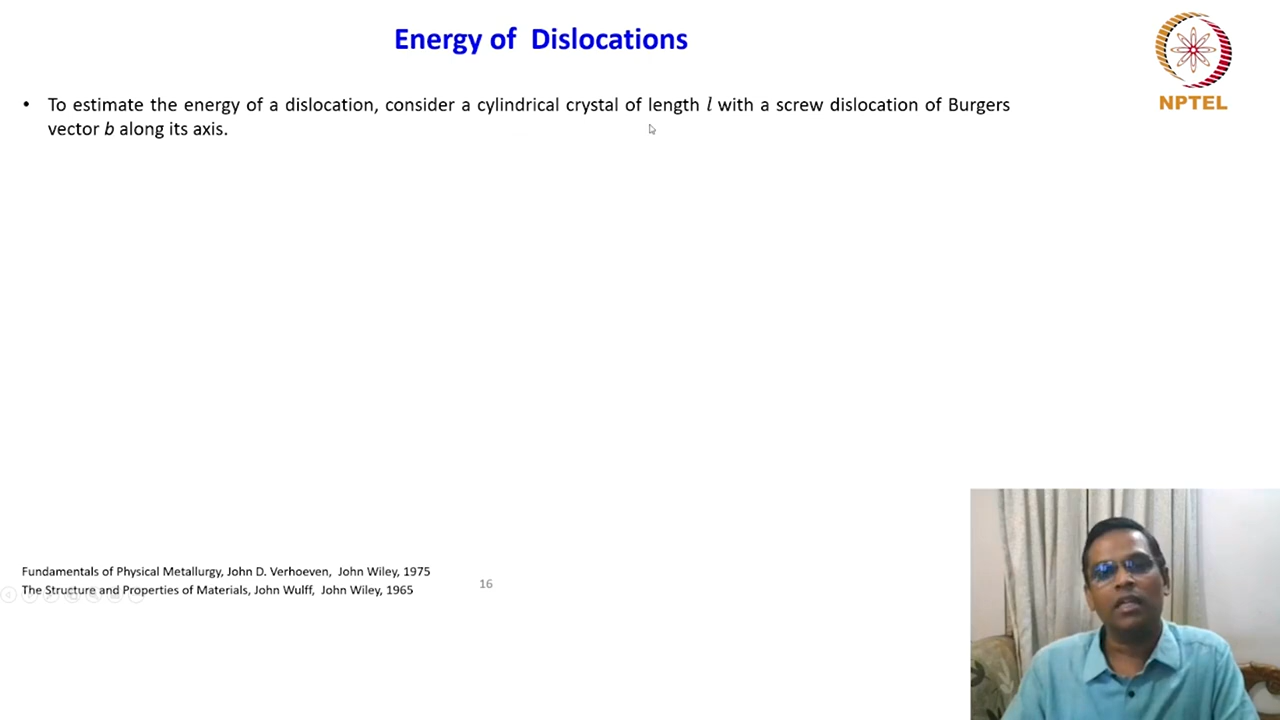 Energy of Dislocations
NPTEL
• To estimate the energy of a dislocation, consider a cylindrical crystal of length l with a screw dislocation of Burgers
vector b along its axis.
Fundamentals of Physical Metallurgy, John D. Verhoeven, John Wiley, 1975
The Structure and Properties of Materials, John Wulff, John Wiley, 1965
16